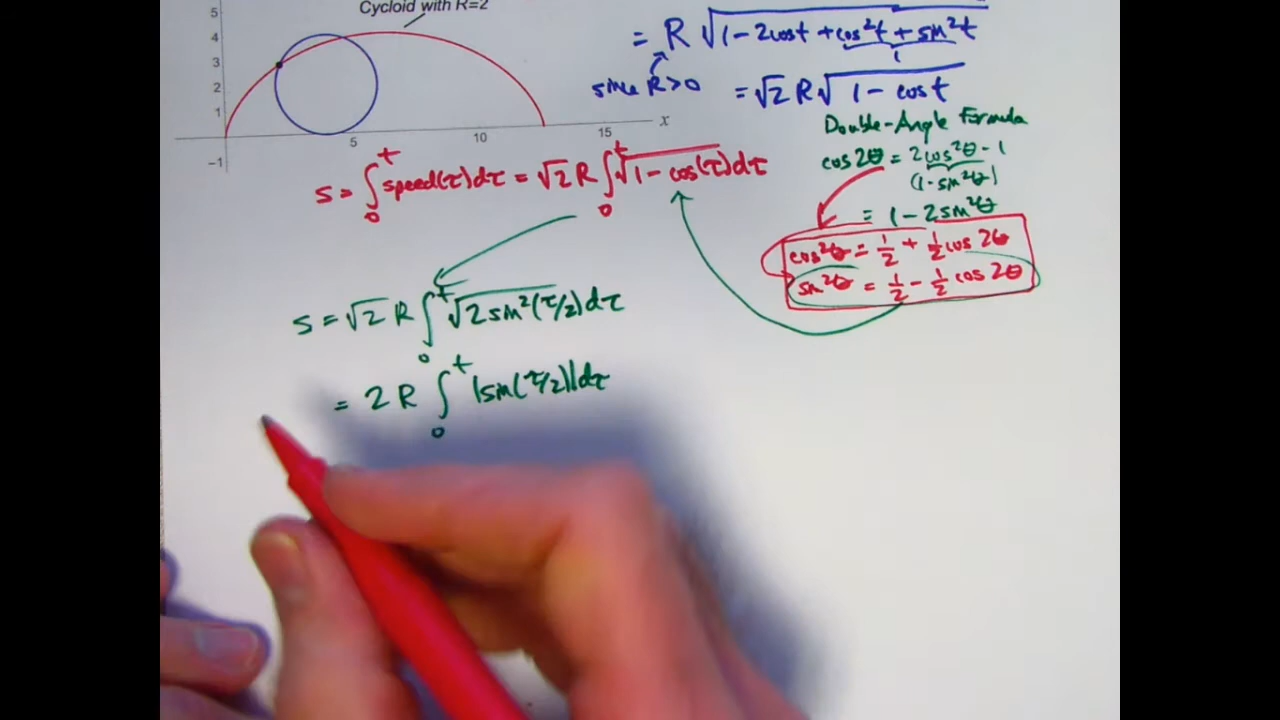 Cycloid with R=2
5
4
3
2
1
-1
5
10
15
x
= R √(1 - 2cos t + cos²t + sin²t)
1
since R > 0
= √2 R √(1 - cos t)
Double-Angle Formula
cos 2θ = 2cos²θ - 1
(1 - sin²θ)
= 1 - 2sin²θ
s = ∫₀ᵗ speed(τ)dτ = √2 R ∫₀ᵗ √(1 - cos(τ)) dτ
cos²θ = 1/2 + 1/2 cos 2θ
sin²θ = 1/2 - 1/2 cos 2θ
s = √2 R ∫₀ᵗ √(2sin²(τ/2)) dτ
= 2 R ∫₀ᵗ |sin(τ/2)| dτ